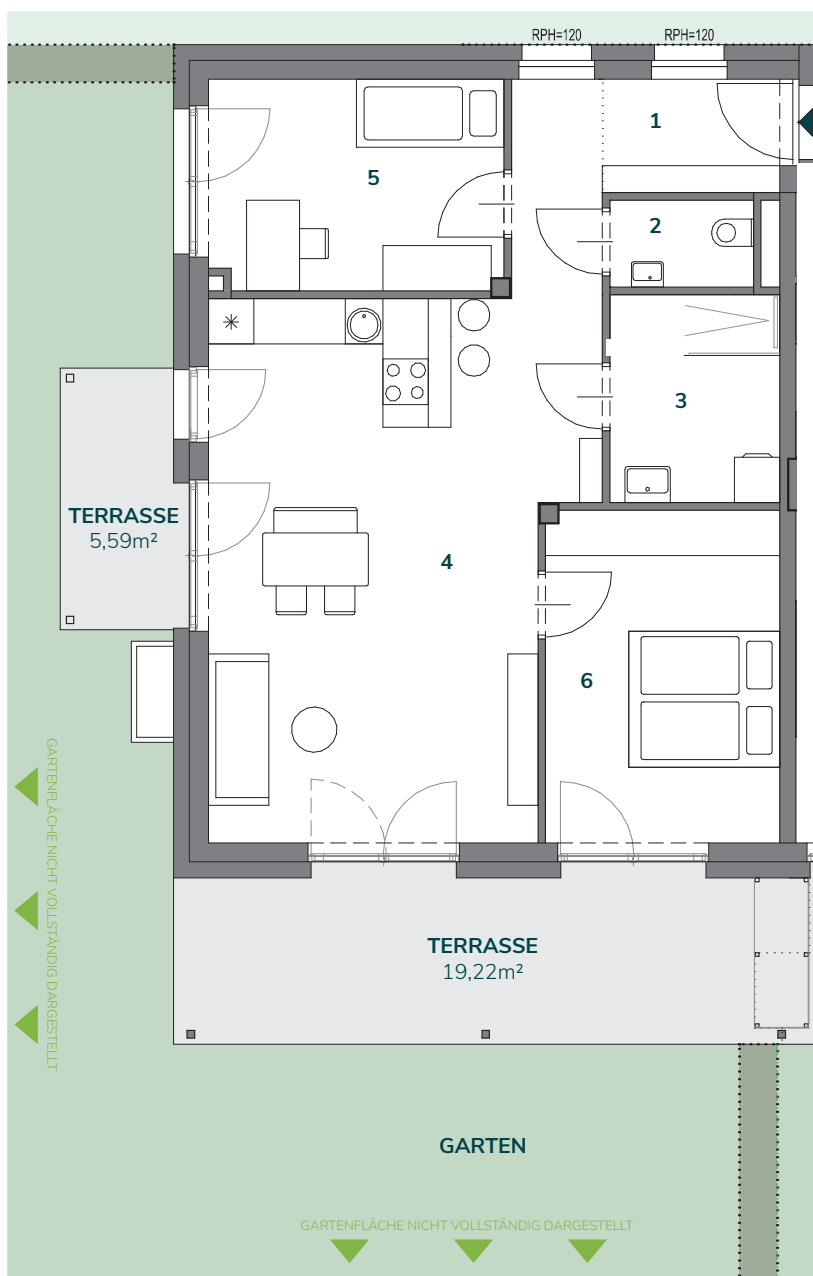 RPH=120
RPH=120
1
5
2
3
TERRASSE
5,59m²
4
6
GARTENFLÄCHE NICHT VOLLSTÄNDIG DARGESTELLT
TERRASSE
19,22m²
GARTEN
GARTENFLÄCHE NICHT VOLLSTÄNDIG DARGESTELLT